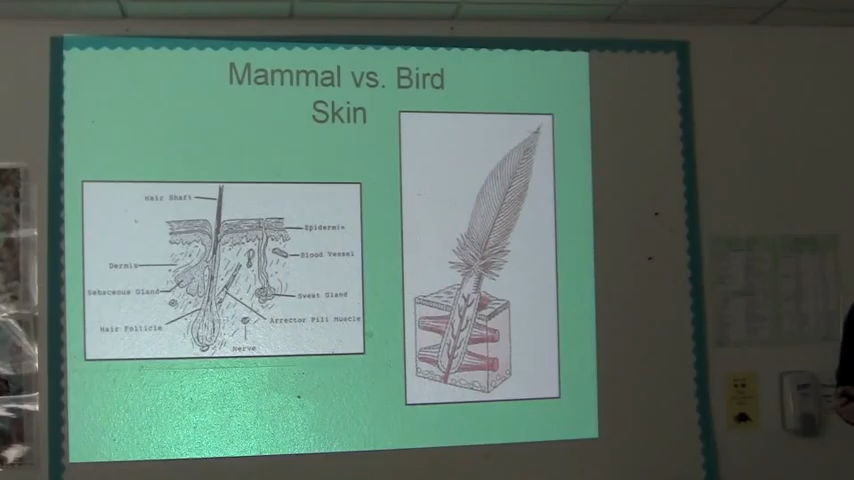 Mammal vs. Bird
Skin
Hair Shaft
Epidermis
Blood Vessel
Dermis
Sebaceous Gland
Sweat Gland
Arrector Pili Muscle
Hair Follicle
Nerve